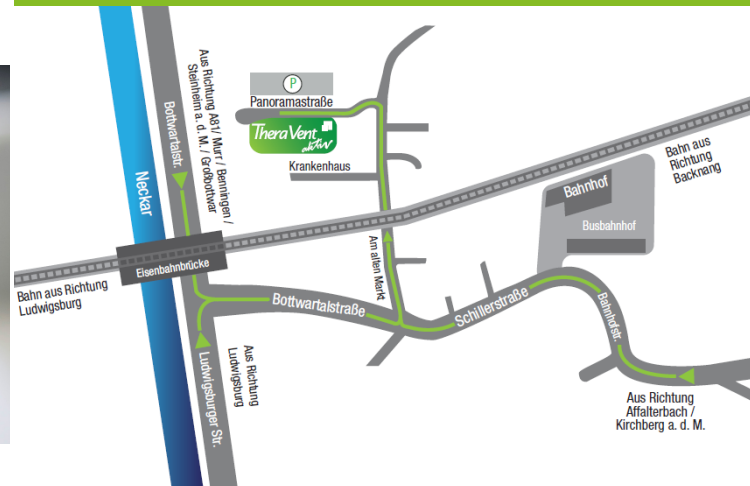 P
Panoramastraße
TheraVent
aktiv
Krankenhaus
Aus Richtung A81/ Murr / Benningen /
Steinheim a. d. M. / Großbottwar
Bottwartalstr.
Neckar
Bahn aus
Richtung
Backnang
Bahnhof
Busbahnhof
Eisenbahnbrücke
Am alten Markt
Bahn aus Richtung
Ludwigsburg
Bottwartalstraße
Schillerstraße
Bahnhofstr.
Aus Richtung
Ludwigsburg
Ludwigsburger Str.
Aus Richtung
Affalterbach /
Kirchberg a. d. M.